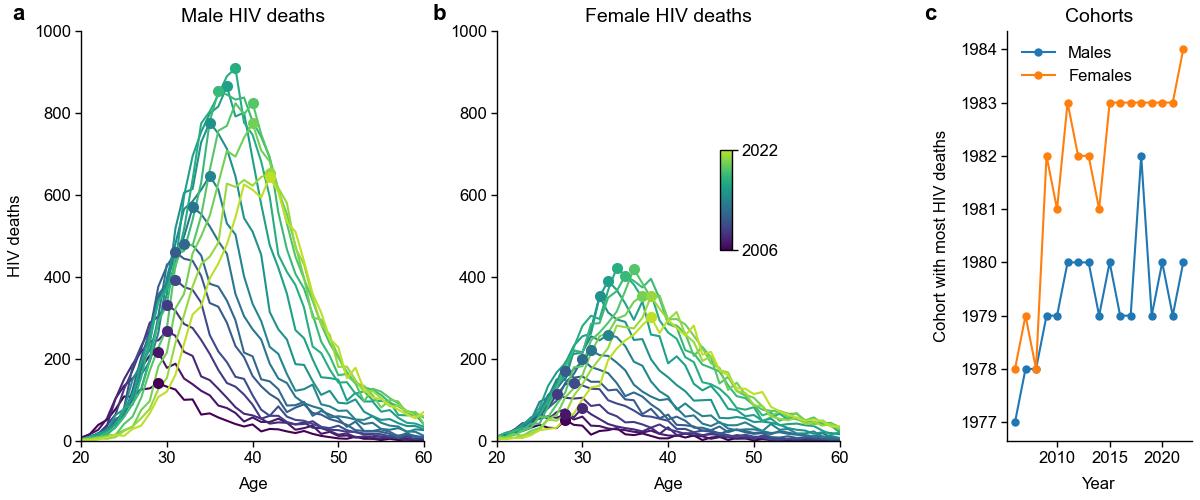 a
Male HIV deaths
HIV deaths
1000
800
600
400
200
0
20
30
40
50
60
Age
b
Female HIV deaths
1000
800
600
400
200
0
20
30
40
50
60
Age
2022
2006
c
Cohorts
Cohort with most HIV deaths
1984
1983
1982
1981
1980
1979
1978
1977
Males
Females
2010
2015
2020
Year